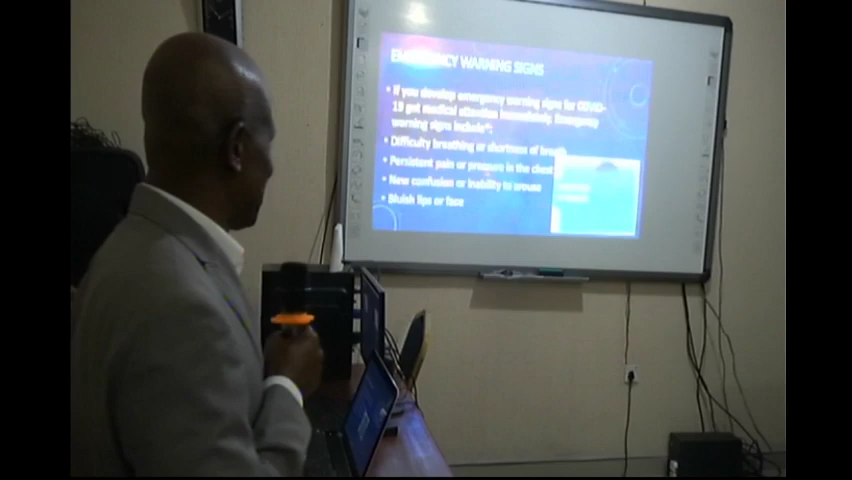 EMERGENCY WARNING SIGNS
• If you develop emergency warning signs for COVID-
19 get medical attention immediately. Emergency
warning signs include*:
• Difficulty breathing or shortness of breath
• Persistent pain or pressure in the chest
• New confusion or inability to arouse
• Bluish lips or face